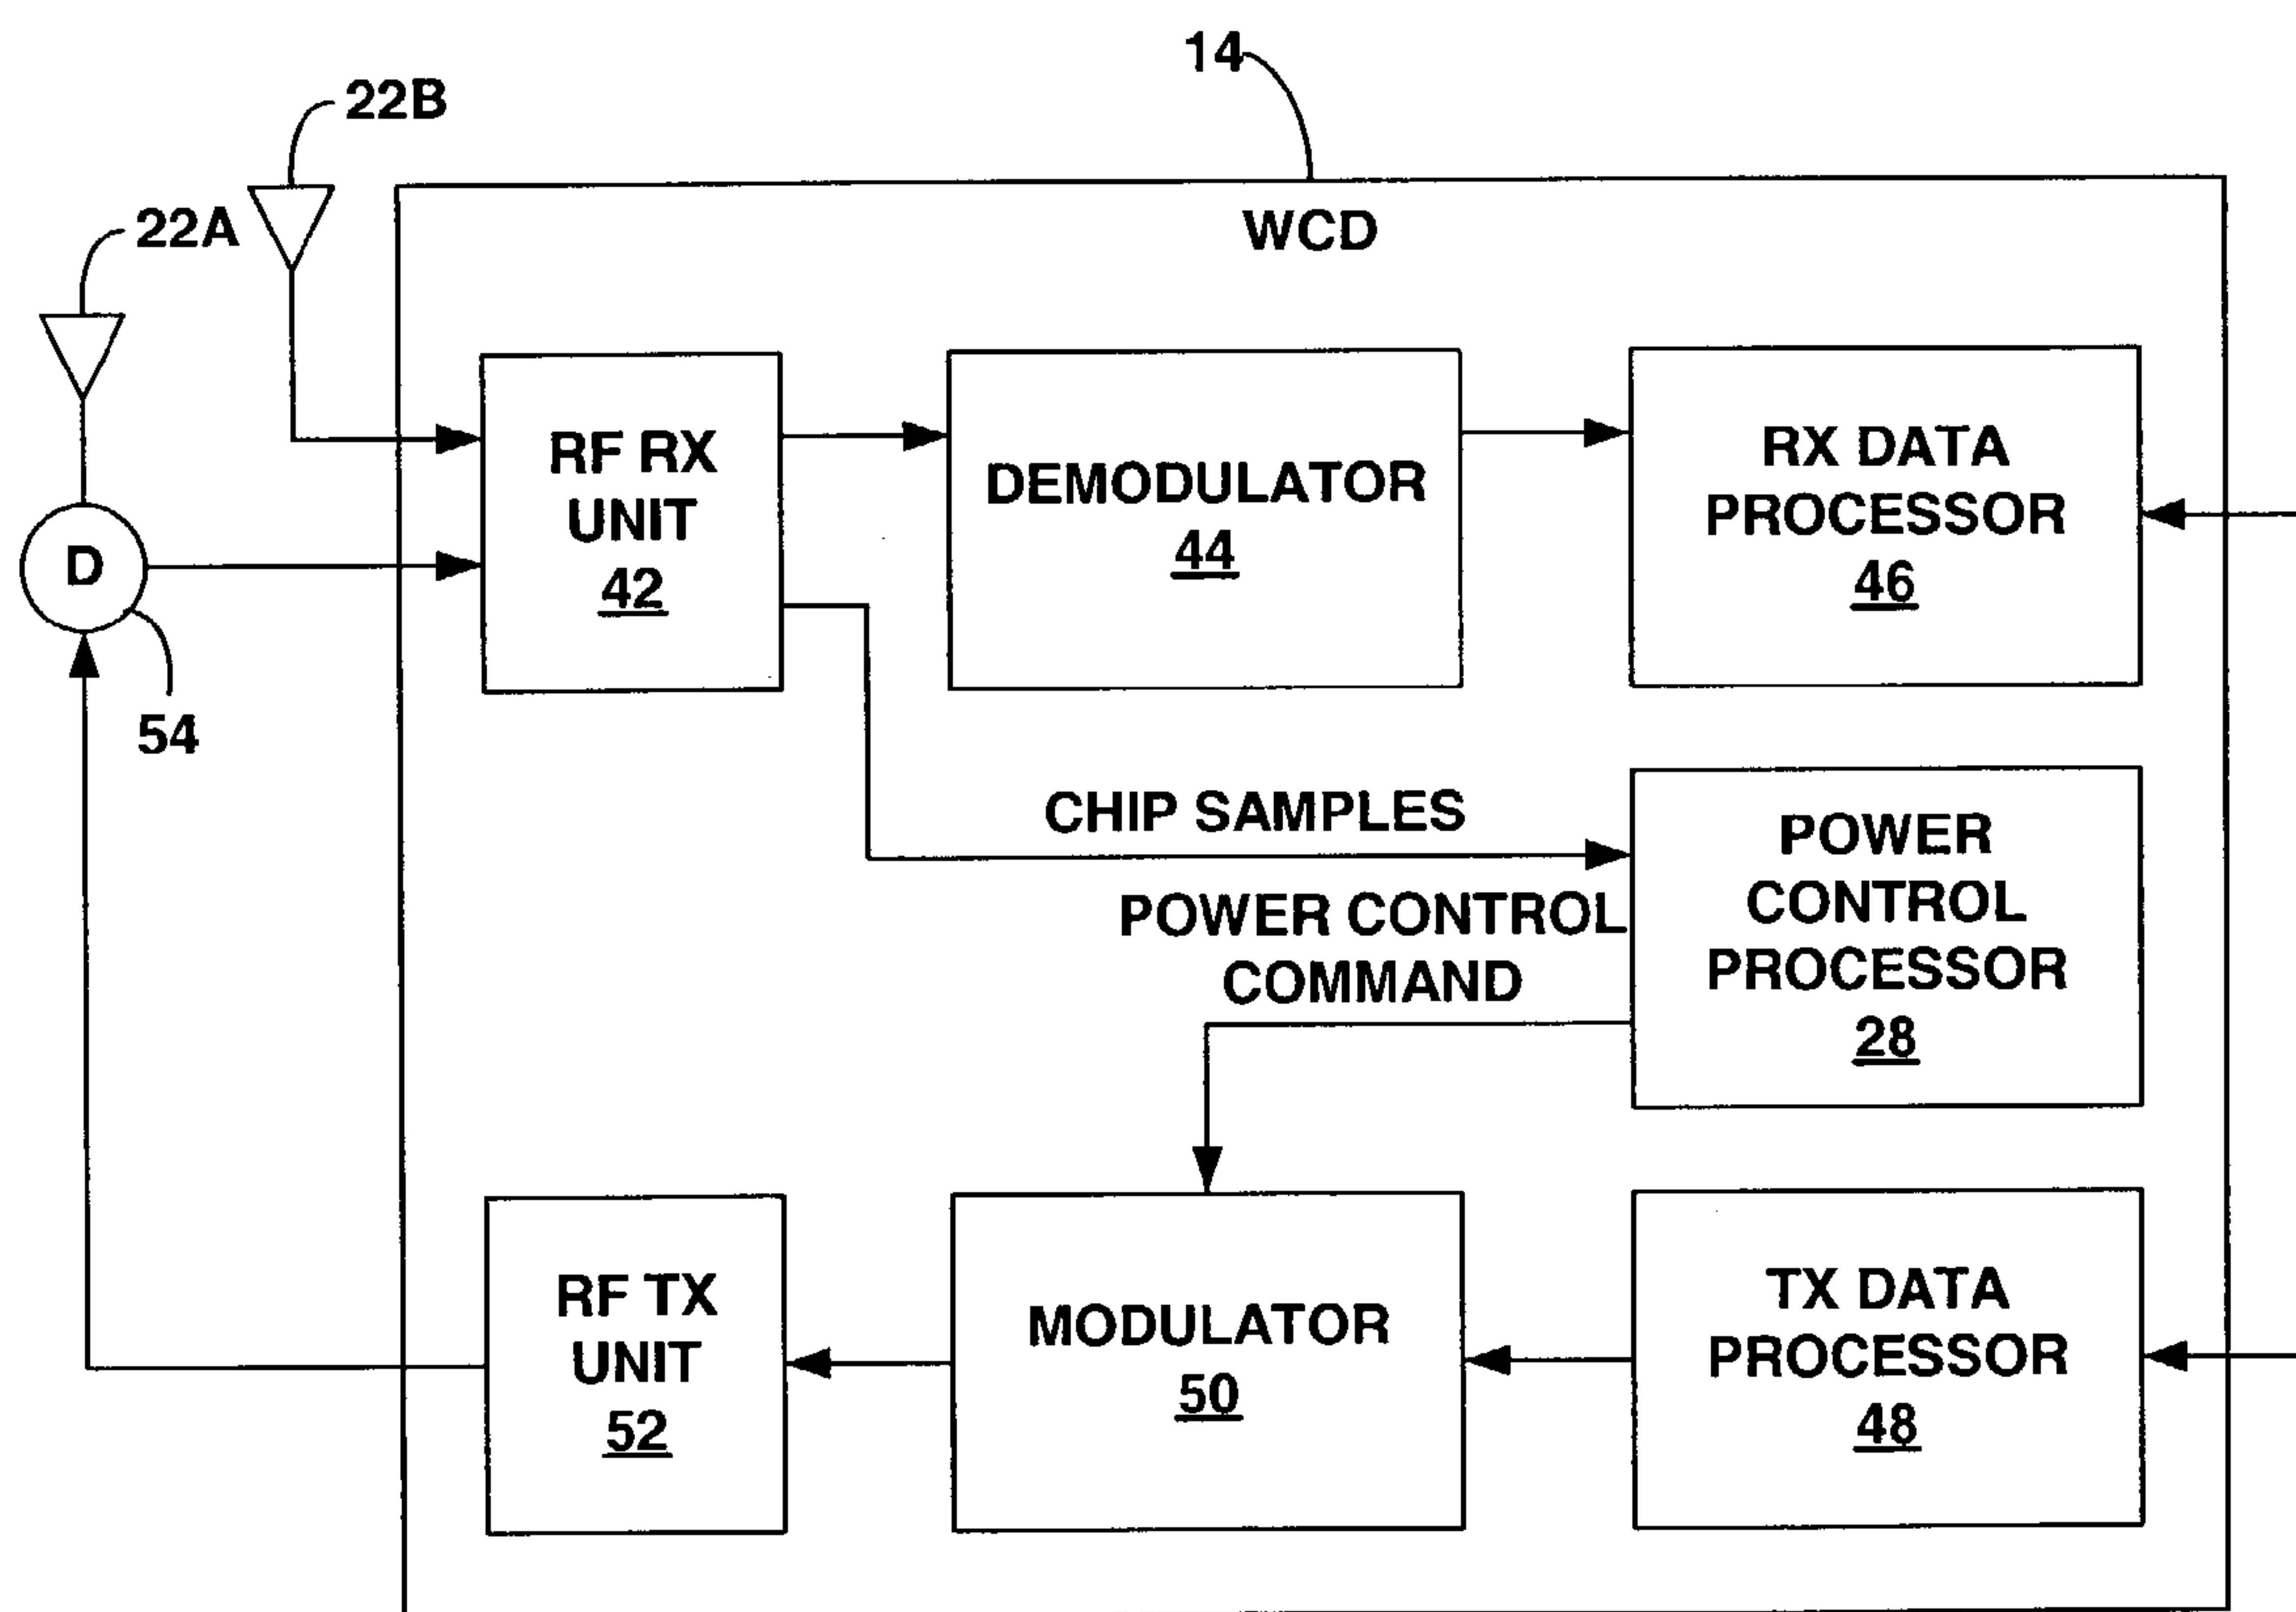 14
22B
22A
WCD
RF RX
UNIT
42
DEMODULATOR
44
RX DATA
PROCESSOR
46
D
54
CHIP SAMPLES
POWER CONTROL
COMMAND
POWER
CONTROL
PROCESSOR
28
RF TX
UNIT
52
MODULATOR
50
TX DATA
PROCESSOR
48